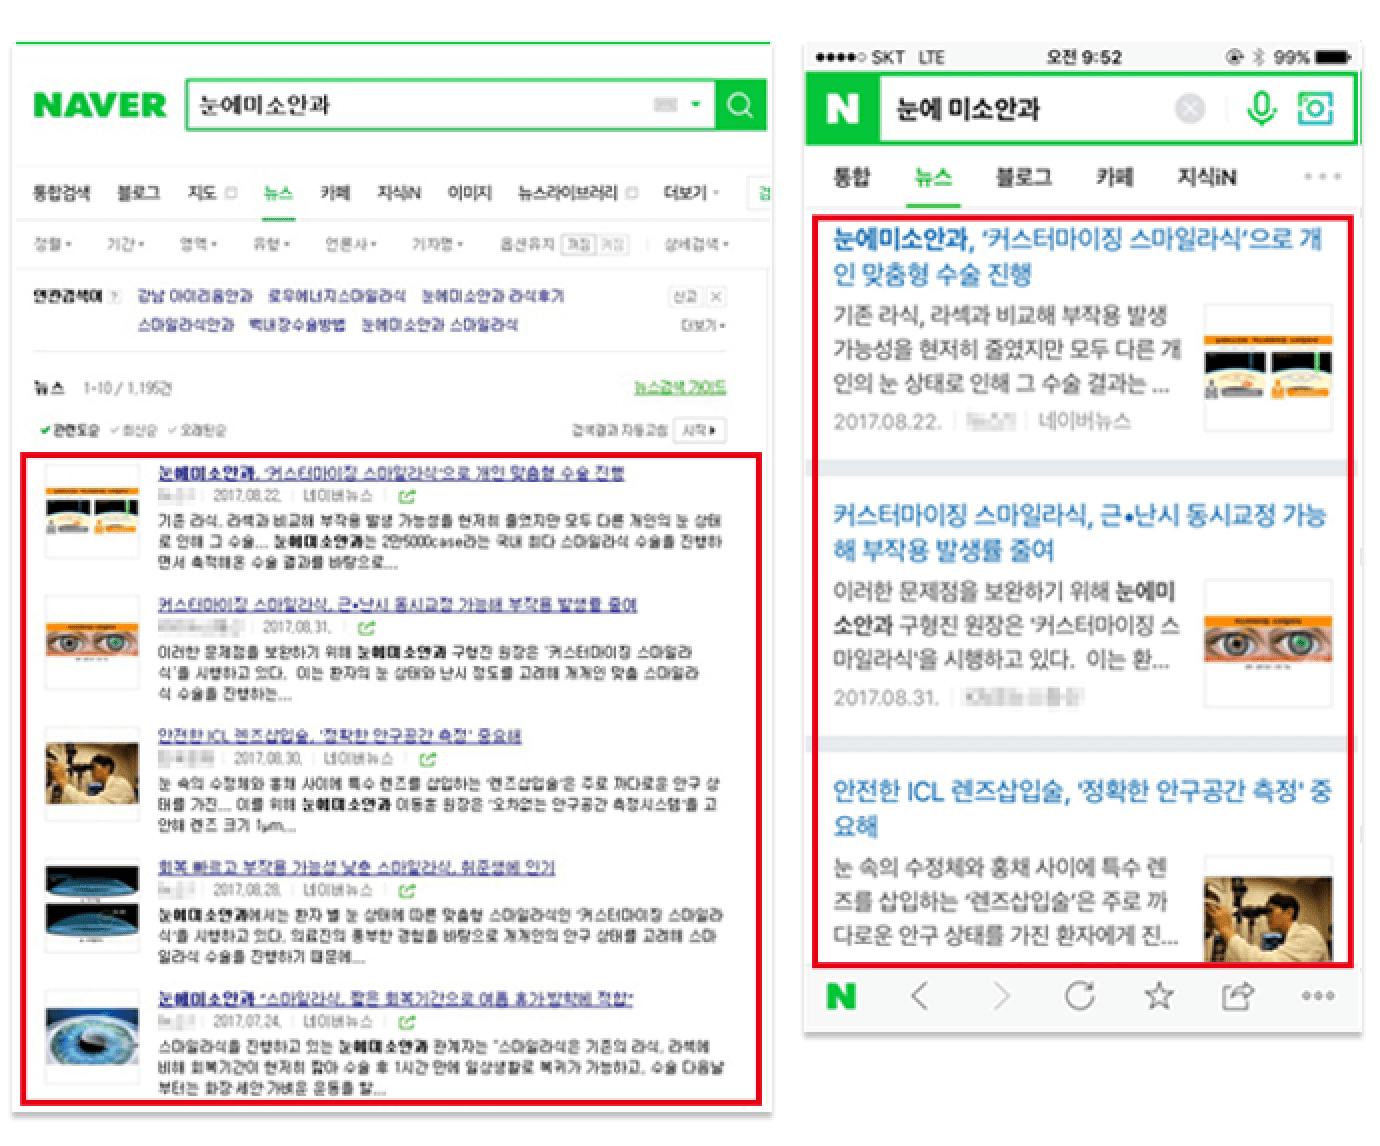 NAVER
눈에미소안과
통합검색 블로그 지도 뉴스 카페 지식iN 이미지 뉴스라이브러리 더보기 검
정렬 기간 영역 유형 언론사 기자명 옵션유지 꺼짐 켜짐 상세검색
연관검색어 ? 강남 아이리움안과 로우에너지스마일라식 눈에미소안과 라식후기 신고 X
스마일라식안과 백내장수술방법 눈에미소안과 스마일라식 더보기
뉴스 1-10 / 1,195건 뉴스검색 가이드
관련도순 최신순 오래된순 검색결과 자동고침 시작
눈에미소안과, '커스터마이징 스마일라식'으로 개인 맞춤형 수술 진행
2017.08.22. 네이버뉴스
기존 라식, 라섹과 비교해 부작용 발생 가능성을 현저히 줄였지만 모두 다른 개인의 눈 상태
로 인해 그 수술... 눈에미소안과는 2만5000case라는 국내 최다 스마일라식 수술을 진행하
면서 축적해온 수술 결과를 바탕으로...
커스터마이징 스마일라식, 근•난시 동시교정 가능해 부작용 발생률 줄여
2017.08.31.
이러한 문제점을 보완하기 위해 눈에미소안과 구형진 원장은 '커스터마이징 스마일라
식'을 시행하고 있다. 이는 환자의 눈 상태와 난시 정도를 고려해 개개인 맞춤 스마일라
식 수술을 진행하는...
안전한 ICL 렌즈삽입술, '정확한 안구공간 측정' 중요해
2017.08.30. 네이버뉴스
눈 속의 수정체와 홍채 사이에 특수 렌즈를 삽입하는 '렌즈삽입술'은 주로 까다로운 안구 상
태를 가진... 이를 위해 눈에미소안과 이동훈 원장은 '오차없는 안구공간 측정시스템'을 고
안해 렌즈 크기 1μm...
회복 빠르고 부작용 가능성 낮춘 스마일라식, 취준생에 인기
2017.08.28. 네이버뉴스
눈에미소안과에서는 환자 별 눈 상태에 따른 맞춤형 스마일라식인 '커스터마이징 스마일라
식'을 시행하고 있다. 의료진의 풍부한 경험을 바탕으로 개개인의 안구 상태를 고려해 스마
일라식 수술을 진행하기 때문에...
눈에미소안과 "스마일라식, 짧은 회복기간으로 여름 휴가·방학에 적합"
2017.07.24. 네이버뉴스
스마일라식을 진행하고 있는 눈에미소안과 관계자는 "스마일라식은 기존의 라식, 라섹에
비해 회복기간이 현저히 짧아 수술 후 1시간 만에 일상생활로 복귀가 가능하고, 수술 다음날
부터는 화장·세안·가벼운 운동을 할...
SKT LTE 오전 9:52 99%
N 눈에 미소안과
통합 뉴스 블로그 카페 지식iN
눈에미소안과, '커스터마이징 스마일라식'으로 개
인 맞춤형 수술 진행
기존 라식, 라섹과 비교해 부작용 발생
가능성을 현저히 줄였지만 모두 다른 개
인의 눈 상태로 인해 그 수술 결과는 ...
2017.08.22. 네이버뉴스
커스터마이징 스마일라식, 근•난시 동시교정 가능
해 부작용 발생률 줄여
이러한 문제점을 보완하기 위해 눈에미
소안과 구형진 원장은 '커스터마이징 스
마일라식'을 시행하고 있다. 이는 환...
2017.08.31.
안전한 ICL 렌즈삽입술, '정확한 안구공간 측정' 중
요해
눈 속의 수정체와 홍채 사이에 특수 렌
즈를 삽입하는 '렌즈삽입술'은 주로 까
다로운 안구 상태를 가진 환자에게 진...
N